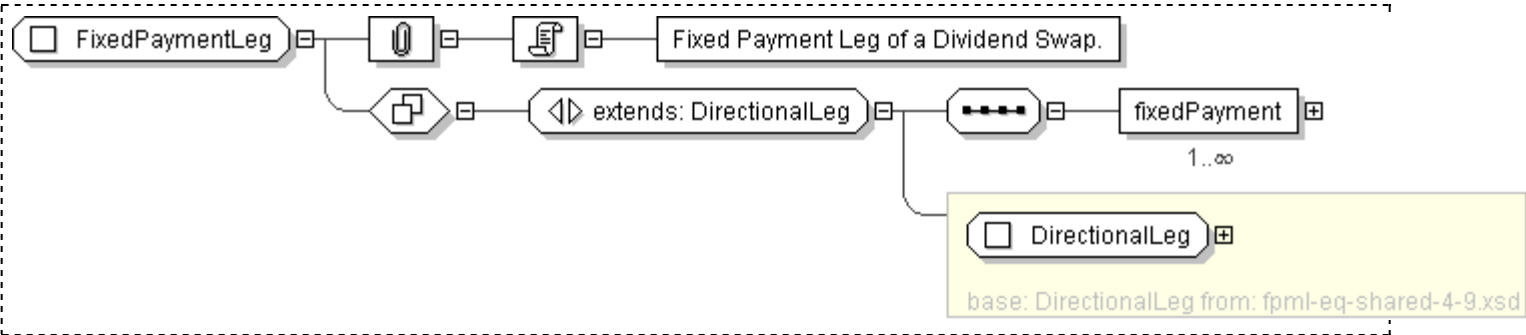 FixedPaymentLeg
Fixed Payment Leg of a Dividend Swap.
extends: DirectionalLeg
fixedPayment
1..∞
DirectionalLeg
base: DirectionalLeg from: fpml-eq-shared-4-9.xsd